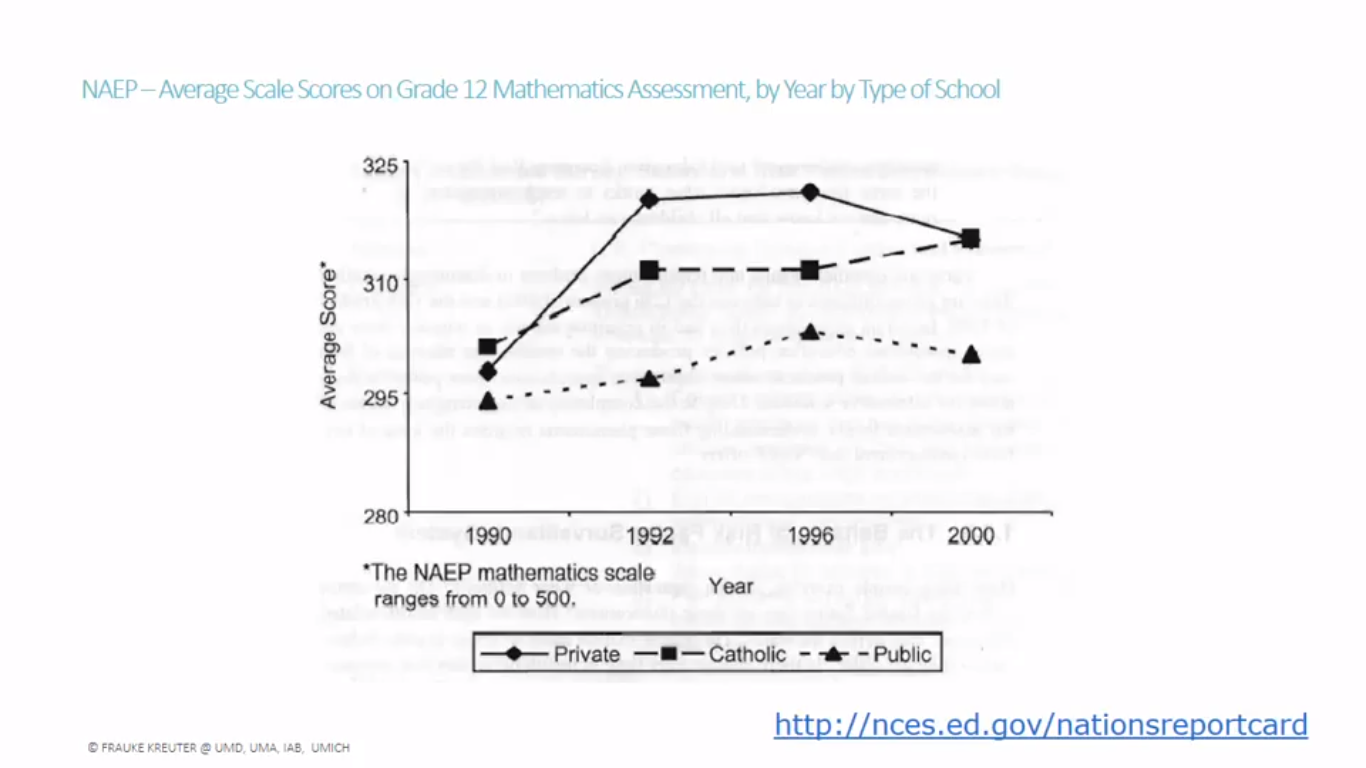 NAEP – Average Scale Scores on Grade 12 Mathematics Assessment, by Year by Type of School
325
310
295
280
Average Score*
1990 1992 1996 2000
*The NAEP mathematics scale
ranges from 0 to 500.
Year
Private Catholic Public
http://nces.ed.gov/nationsreportcard
© FRAUKE KREUTER @ UMD, UMA, IAB, UMICH